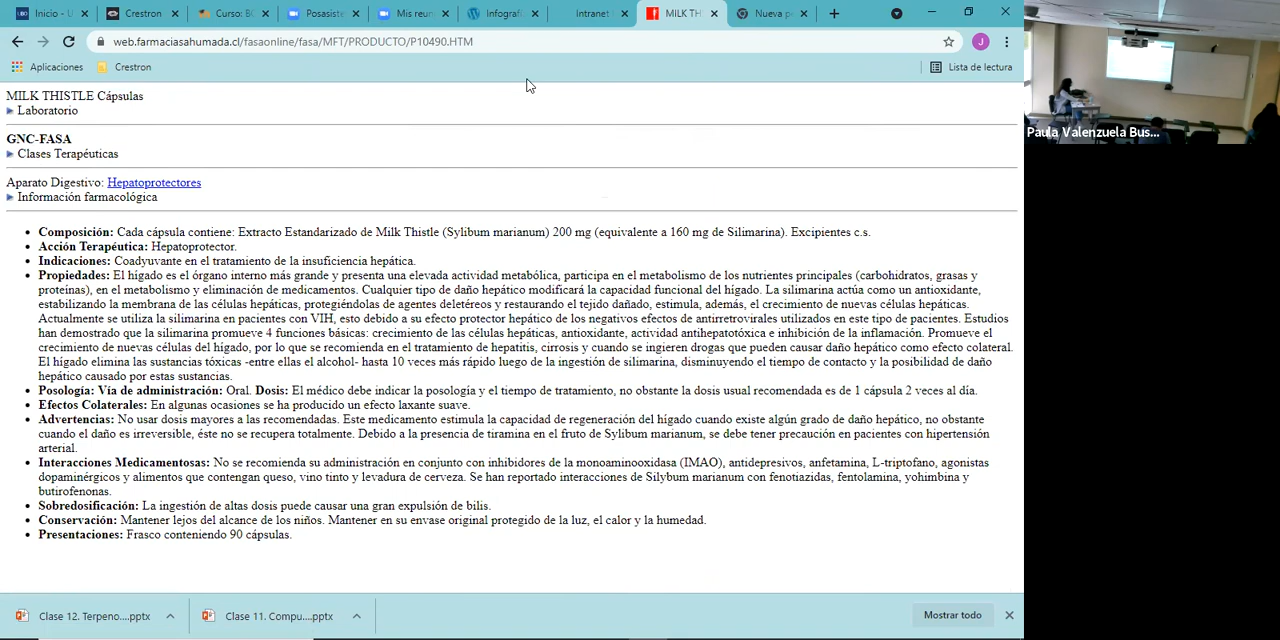 Inicio - U
Crestron
Curso: BC
Posasiste
Mis reun
Infografí
Intranet
MILK TH
Nueva pe
web.farmaciasahumada.cl/fasaonline/fasa/MFT/PRODUCTO/P10490.HTM
J
Aplicaciones
Crestron
Lista de lectura
MILK THISTLE Cápsulas
Laboratorio
GNC-FASA
Clases Terapéuticas
Aparato Digestivo: Hepatoprotectores
Información farmacológica
Composición: Cada cápsula contiene: Extracto Estandarizado de Milk Thistle (Sylibum marianum) 200 mg (equivalente a 160 mg de Silimarina). Excipientes c.s.
Acción Terapéutica: Hepatoprotector.
Indicaciones: Coadyuvante en el tratamiento de la insuficiencia hepática.
Propiedades: El hígado es el órgano interno más grande y presenta una elevada actividad metabólica, participa en el metabolismo de los nutrientes principales (carbohidratos, grasas y
proteínas), en el metabolismo y eliminación de medicamentos. Cualquier tipo de daño hepático modificará la capacidad funcional del hígado. La silimarina actúa como un antioxidante,
estabilizando la membrana de las células hepáticas, protegiéndolas de agentes deletéreos y restaurando el tejido dañado, estimula, además, el crecimiento de nuevas células hepáticas.
Actualmente se utiliza la silimarina en pacientes con VIH, esto debido a su efecto protector hepático de los negativos efectos de antirretrovirales utilizados en este tipo de pacientes. Estudios
han demostrado que la silimarina promueve 4 funciones básicas: crecimiento de las células hepáticas, antioxidante, actividad antihepatotóxica e inhibición de la inflamación. Promueve el
crecimiento de nuevas células del hígado, por lo que se recomienda en el tratamiento de hepatitis, cirrosis y cuando se ingieren drogas que pueden causar daño hepático como efecto colateral.
El hígado elimina las sustancias tóxicas -entre ellas el alcohol- hasta 10 veces más rápido luego de la ingestión de silimarina, disminuyendo el tiempo de contacto y la posibilidad de daño
hepático causado por estas sustancias.
Posología: Vía de administración: Oral. Dosis: El médico debe indicar la posología y el tiempo de tratamiento, no obstante la dosis usual recomendada es de 1 cápsula 2 veces al día.
Efectos Colaterales: En algunas ocasiones se ha producido un efecto laxante suave.
Advertencias: No usar dosis mayores a las recomendadas. Este medicamento estimula la capacidad de regeneración del hígado cuando existe algún grado de daño hepático, no obstante
cuando el daño es irreversible, éste no se recupera totalmente. Debido a la presencia de tiramina en el fruto de Sylibum marianum, se debe tener precaución en pacientes con hipertensión
arterial.
Interacciones Medicamentosas: No se recomienda su administración en conjunto con inhibidores de la monoaminooxidasa (IMAO), antidepresivos, anfetamina, L-triptofano, agonistas
dopaminérgicos y alimentos que contengan queso, vino tinto y levadura de cerveza. Se han reportado interacciones de Silybum marianum con fenotiazidas, fentolamina, yohimbina y
butirofenonas.
Sobredosificación: La ingestión de altas dosis puede causar una gran expulsión de bilis.
Conservación: Mantener lejos del alcance de los niños. Mantener en su envase original protegido de la luz, el calor y la humedad.
Presentaciones: Frasco conteniendo 90 cápsulas.
Clase 12. Terpeno....pptx
Clase 11. Compu....pptx
Mostrar todo
Paula Valenzuela Bus...